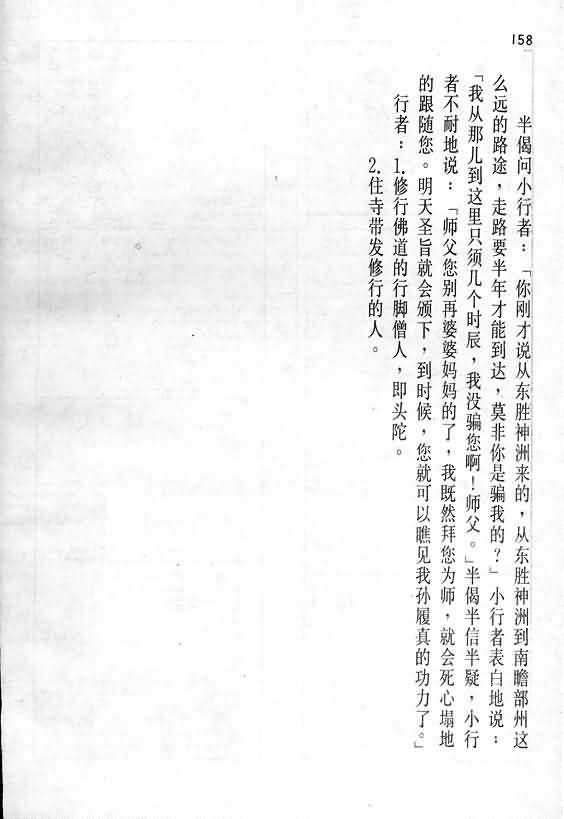 158
半偈问小行者：「你刚才说从东胜神洲来的，从东胜神洲到南瞻部州这
么远的路途，走路要半年才能到达，莫非你是骗我的？」小行者表白地说：
「我从那儿到这里只须几个时辰，我没骗您啊！师父。」半偈半信半疑，小行
者不耐地说：「师父您别再婆婆妈妈的了，我既然拜您为师，就会死心塌地
的跟随您。明天圣旨就会颁下，到时候，您就可以瞧见我孙履真的功力了。」
行者：1.修行佛道的行脚僧人，即头陀。
2.住寺带发修行的人。